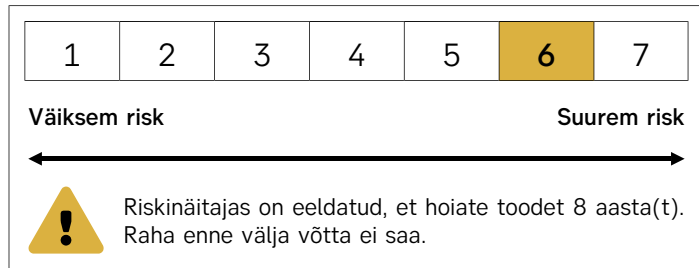 1 2 3 4 5 6 7
Väiksem risk Suurem risk
Riskinäitajas on eeldatud, et hoiate toodet 8 aasta(t).
Raha enne välja võtta ei saa.